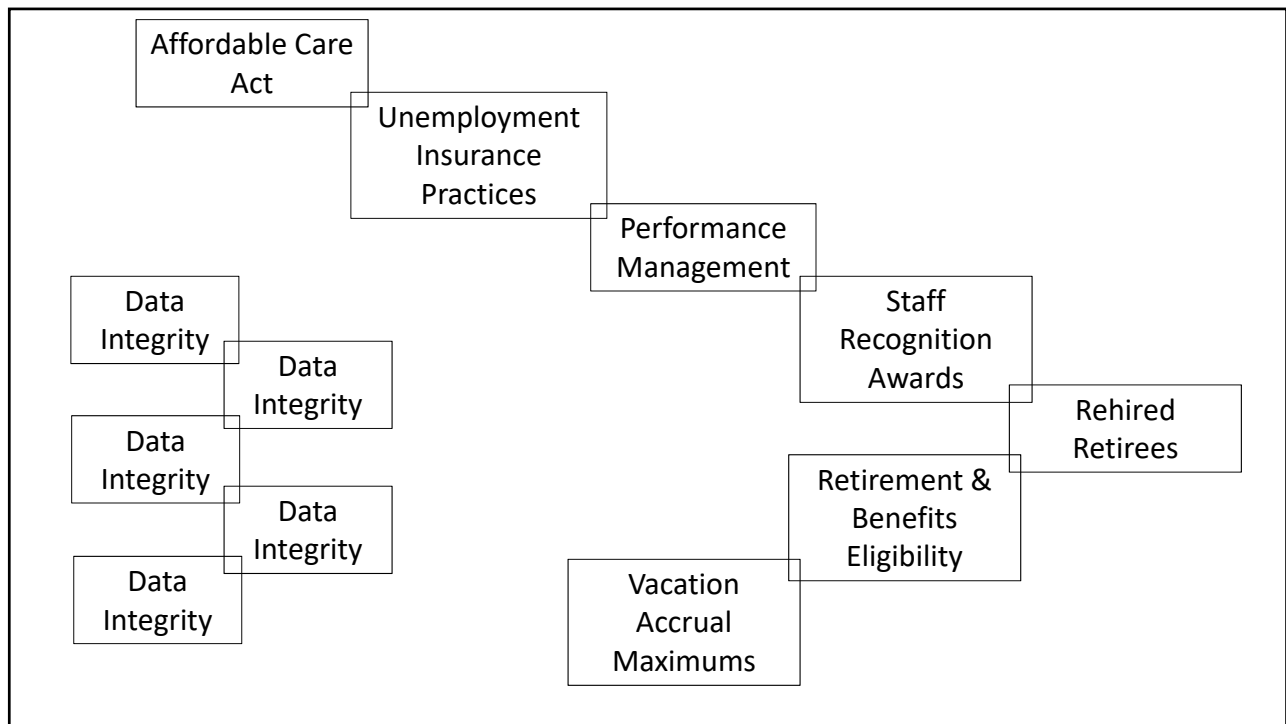 Affordable Care
Act
Unemployment
Insurance
Practices
Performance
Management
Staff
Recognition
Awards
Rehired
Retirees
Retirement &
Benefits
Eligibility
Vacation
Accrual
Maximums
Data
Integrity
Data
Integrity
Data
Integrity
Data
Integrity
Data
Integrity